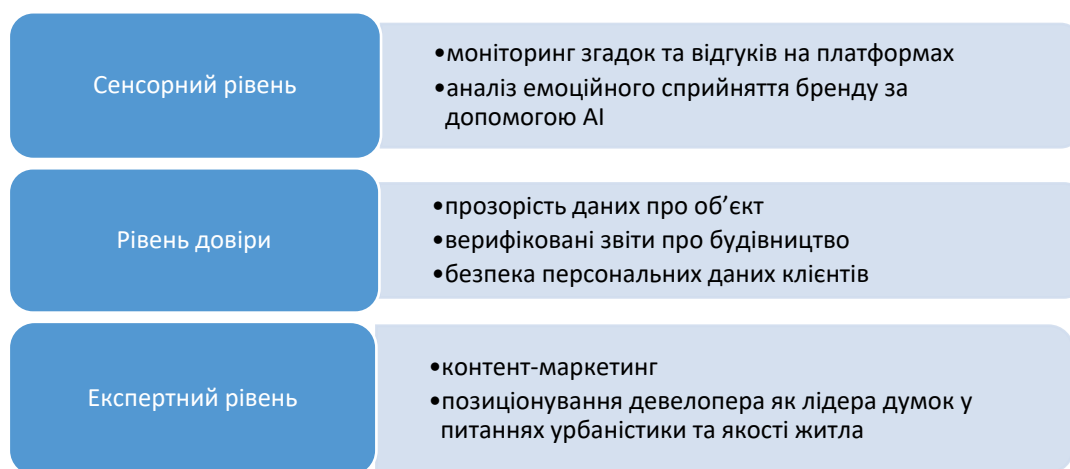 Сенсорний рівень
•моніторинг згадок та відгуків на платформах
•аналіз емоційного сприйняття бренду за
допомогою АІ
Рівень довіри
•прозорість даних про об’єкт
•верифіковані звіти про будівництво
•безпека персональних даних клієнтів
Експертний рівень
•контент-маркетинг
•позиціонування девелопера як лідера думок у
питаннях урбаністики та якості житла